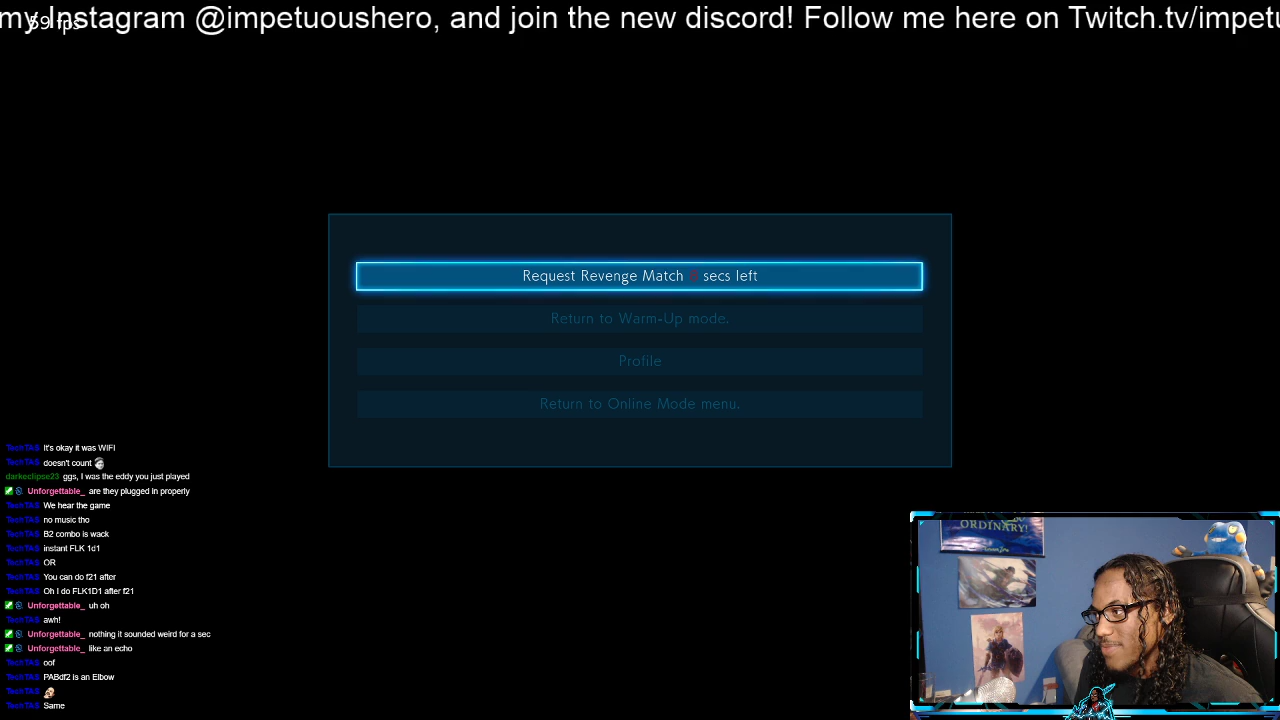 my Instagram @impetuoushero, and join the new discord! Follow me here on Twitch.tv/impetu
59 fps
Request Revenge Match secs left
Return to Warm-Up mode.
Profile
Return to Online Mode menu.
TechTAS It's okay it was WIFI
TechTAS doesn't count
darkeclipse23 ggs, I was the eddy you just played
Unforgettable_ are they plugged in properly
TechTAS We hear the game
TechTAS no music tho
TechTAS B2 combo is wack
TechTAS instant FLK 1d1
TechTAS OR
TechTAS You can do f21 after
TechTAS Oh I do FLK1D1 after f21
Unforgettable_ uh oh
TechTAS awh!
Unforgettable_ nothing it sounded weird for a sec
Unforgettable_ like an echo
TechTAS oof
TechTAS PABdf2 is an Elbow
TechTAS
TechTAS Same
ORDINARY!